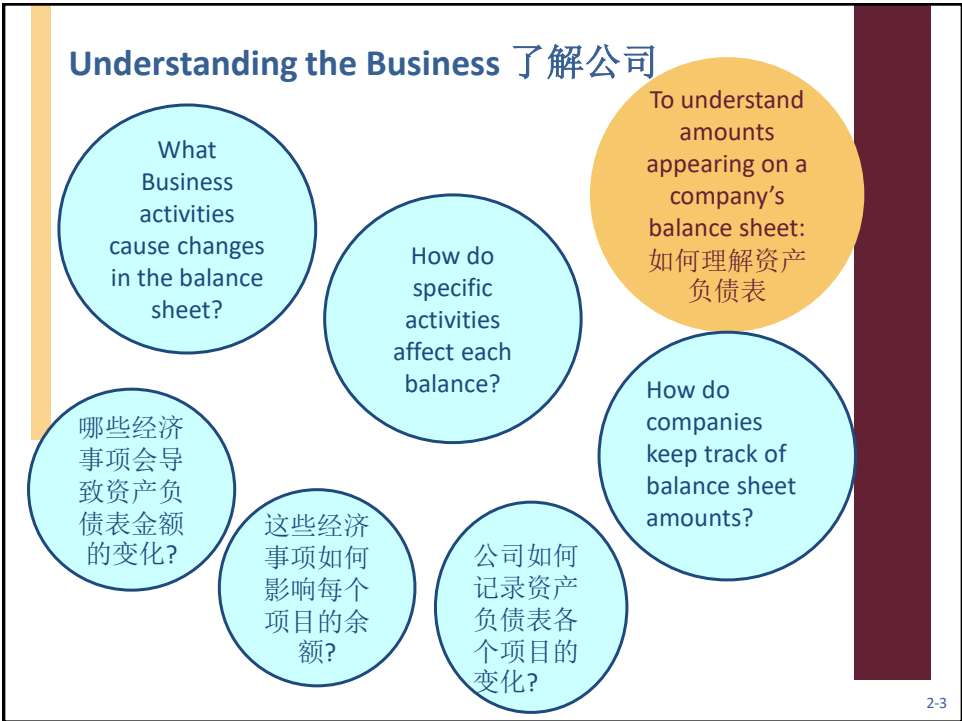 Understanding the Business 了解公司
To understand
amounts
appearing on a
company's
balance sheet:
如何理解资产
负债表
What
Business
activities
cause changes
in the balance
sheet?
How do
specific
activities
affect each
balance?
How do
companies
keep track of
balance sheet
amounts?
哪些经济
事项会导
致资产负
债表金额
的变化?
这些经济
事项如何
影响每个
项目的余
额?
公司如何
记录资产
负债表各
个项目的
变化?
2-3